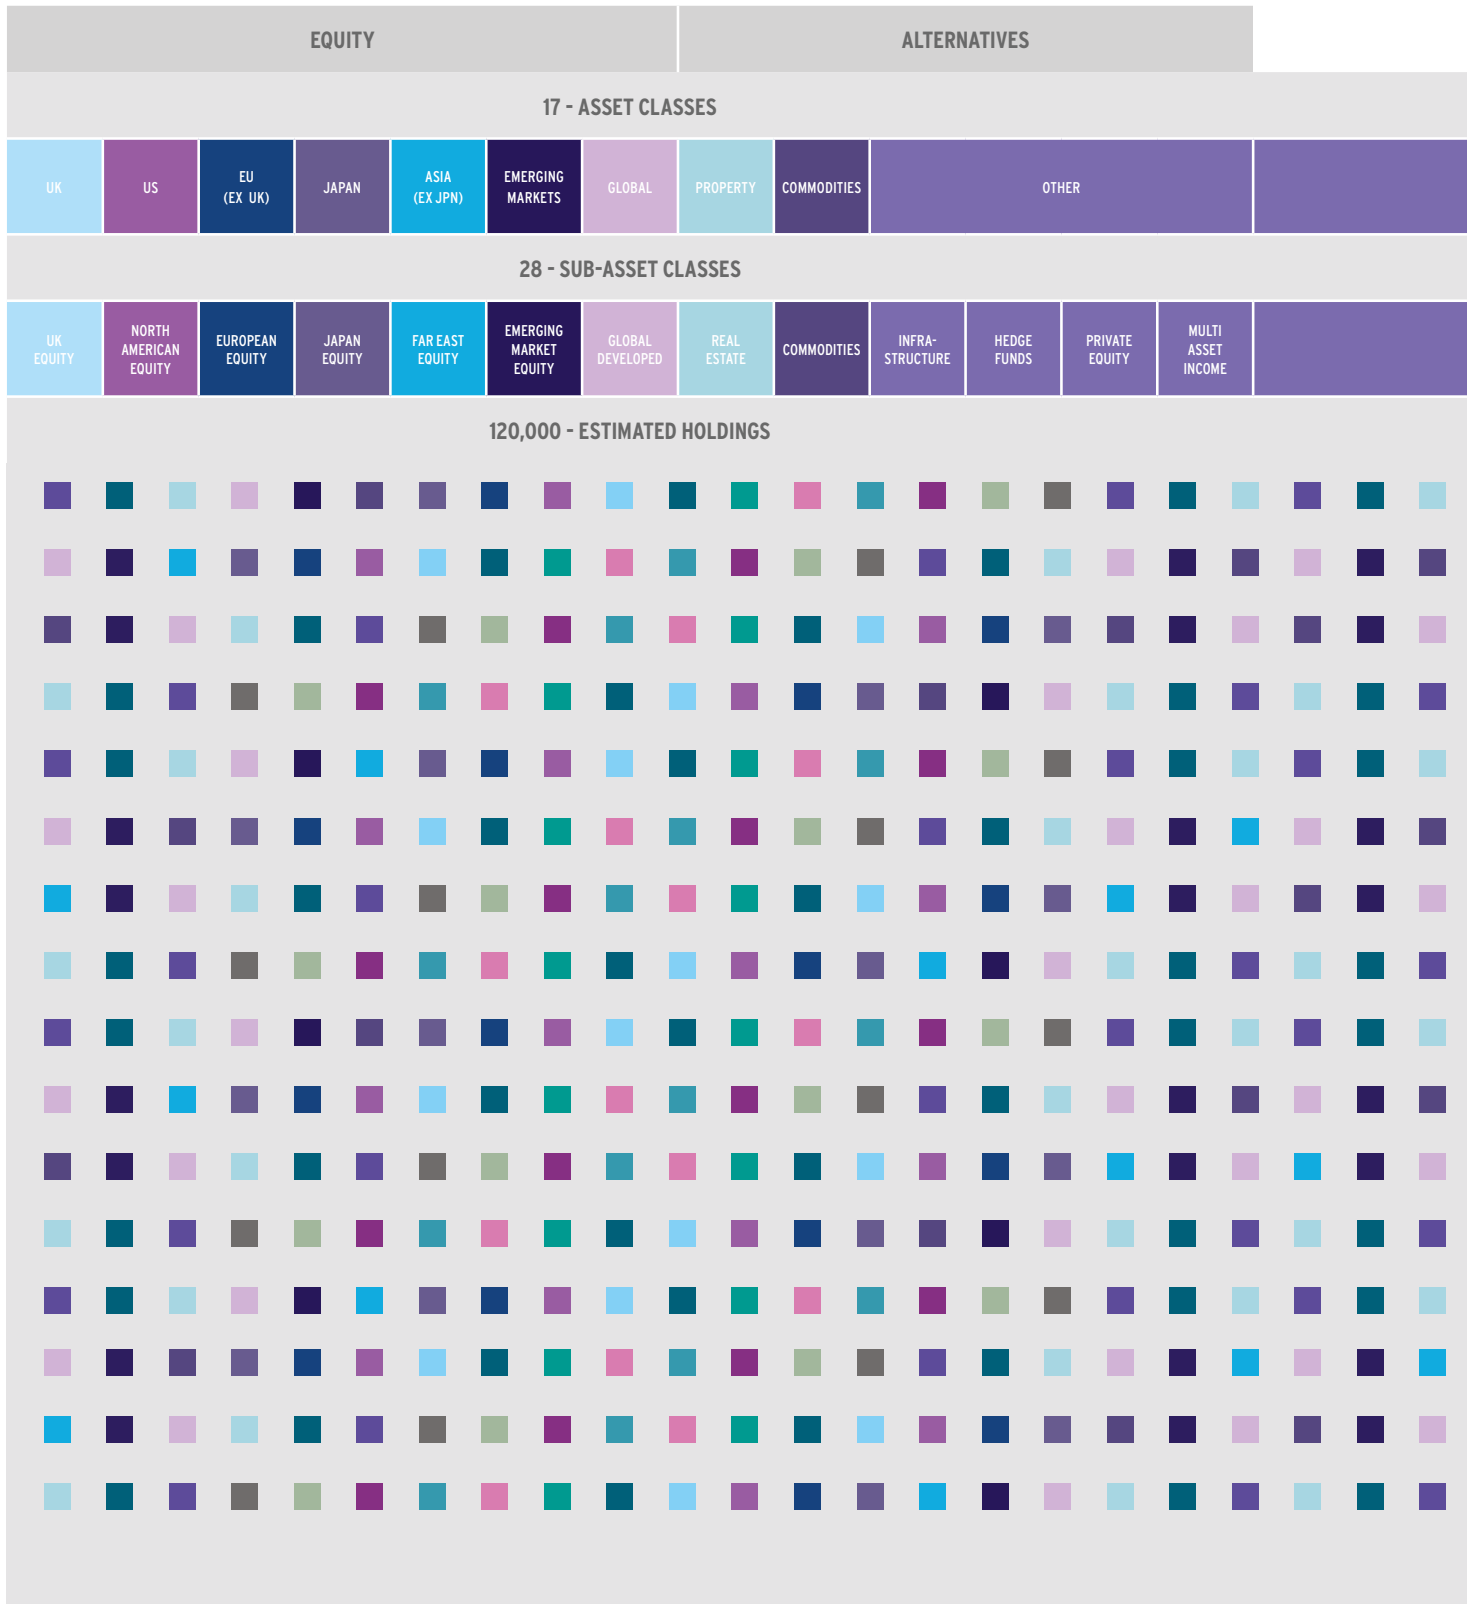 EQUITY
ALTERNATIVES
17 - ASSET CLASSES
UK
US
EU
(EX UK)
JAPAN
ASIA
(EX JPN)
EMERGING
MARKETS
GLOBAL
PROPERTY
COMMODITIES
OTHER
28 - SUB-ASSET CLASSES
UK
EQUITY
NORTH
AMERICAN
EQUITY
EUROPEAN
EQUITY
JAPAN
EQUITY
FAR EAST
EQUITY
EMERGING
MARKET
EQUITY
GLOBAL
DEVELOPED
REAL
ESTATE
COMMODITIES
INFRA-
STRUCTURE
HEDGE
FUNDS
PRIVATE
EQUITY
MULTI
ASSET
INCOME
120,000 - ESTIMATED HOLDINGS